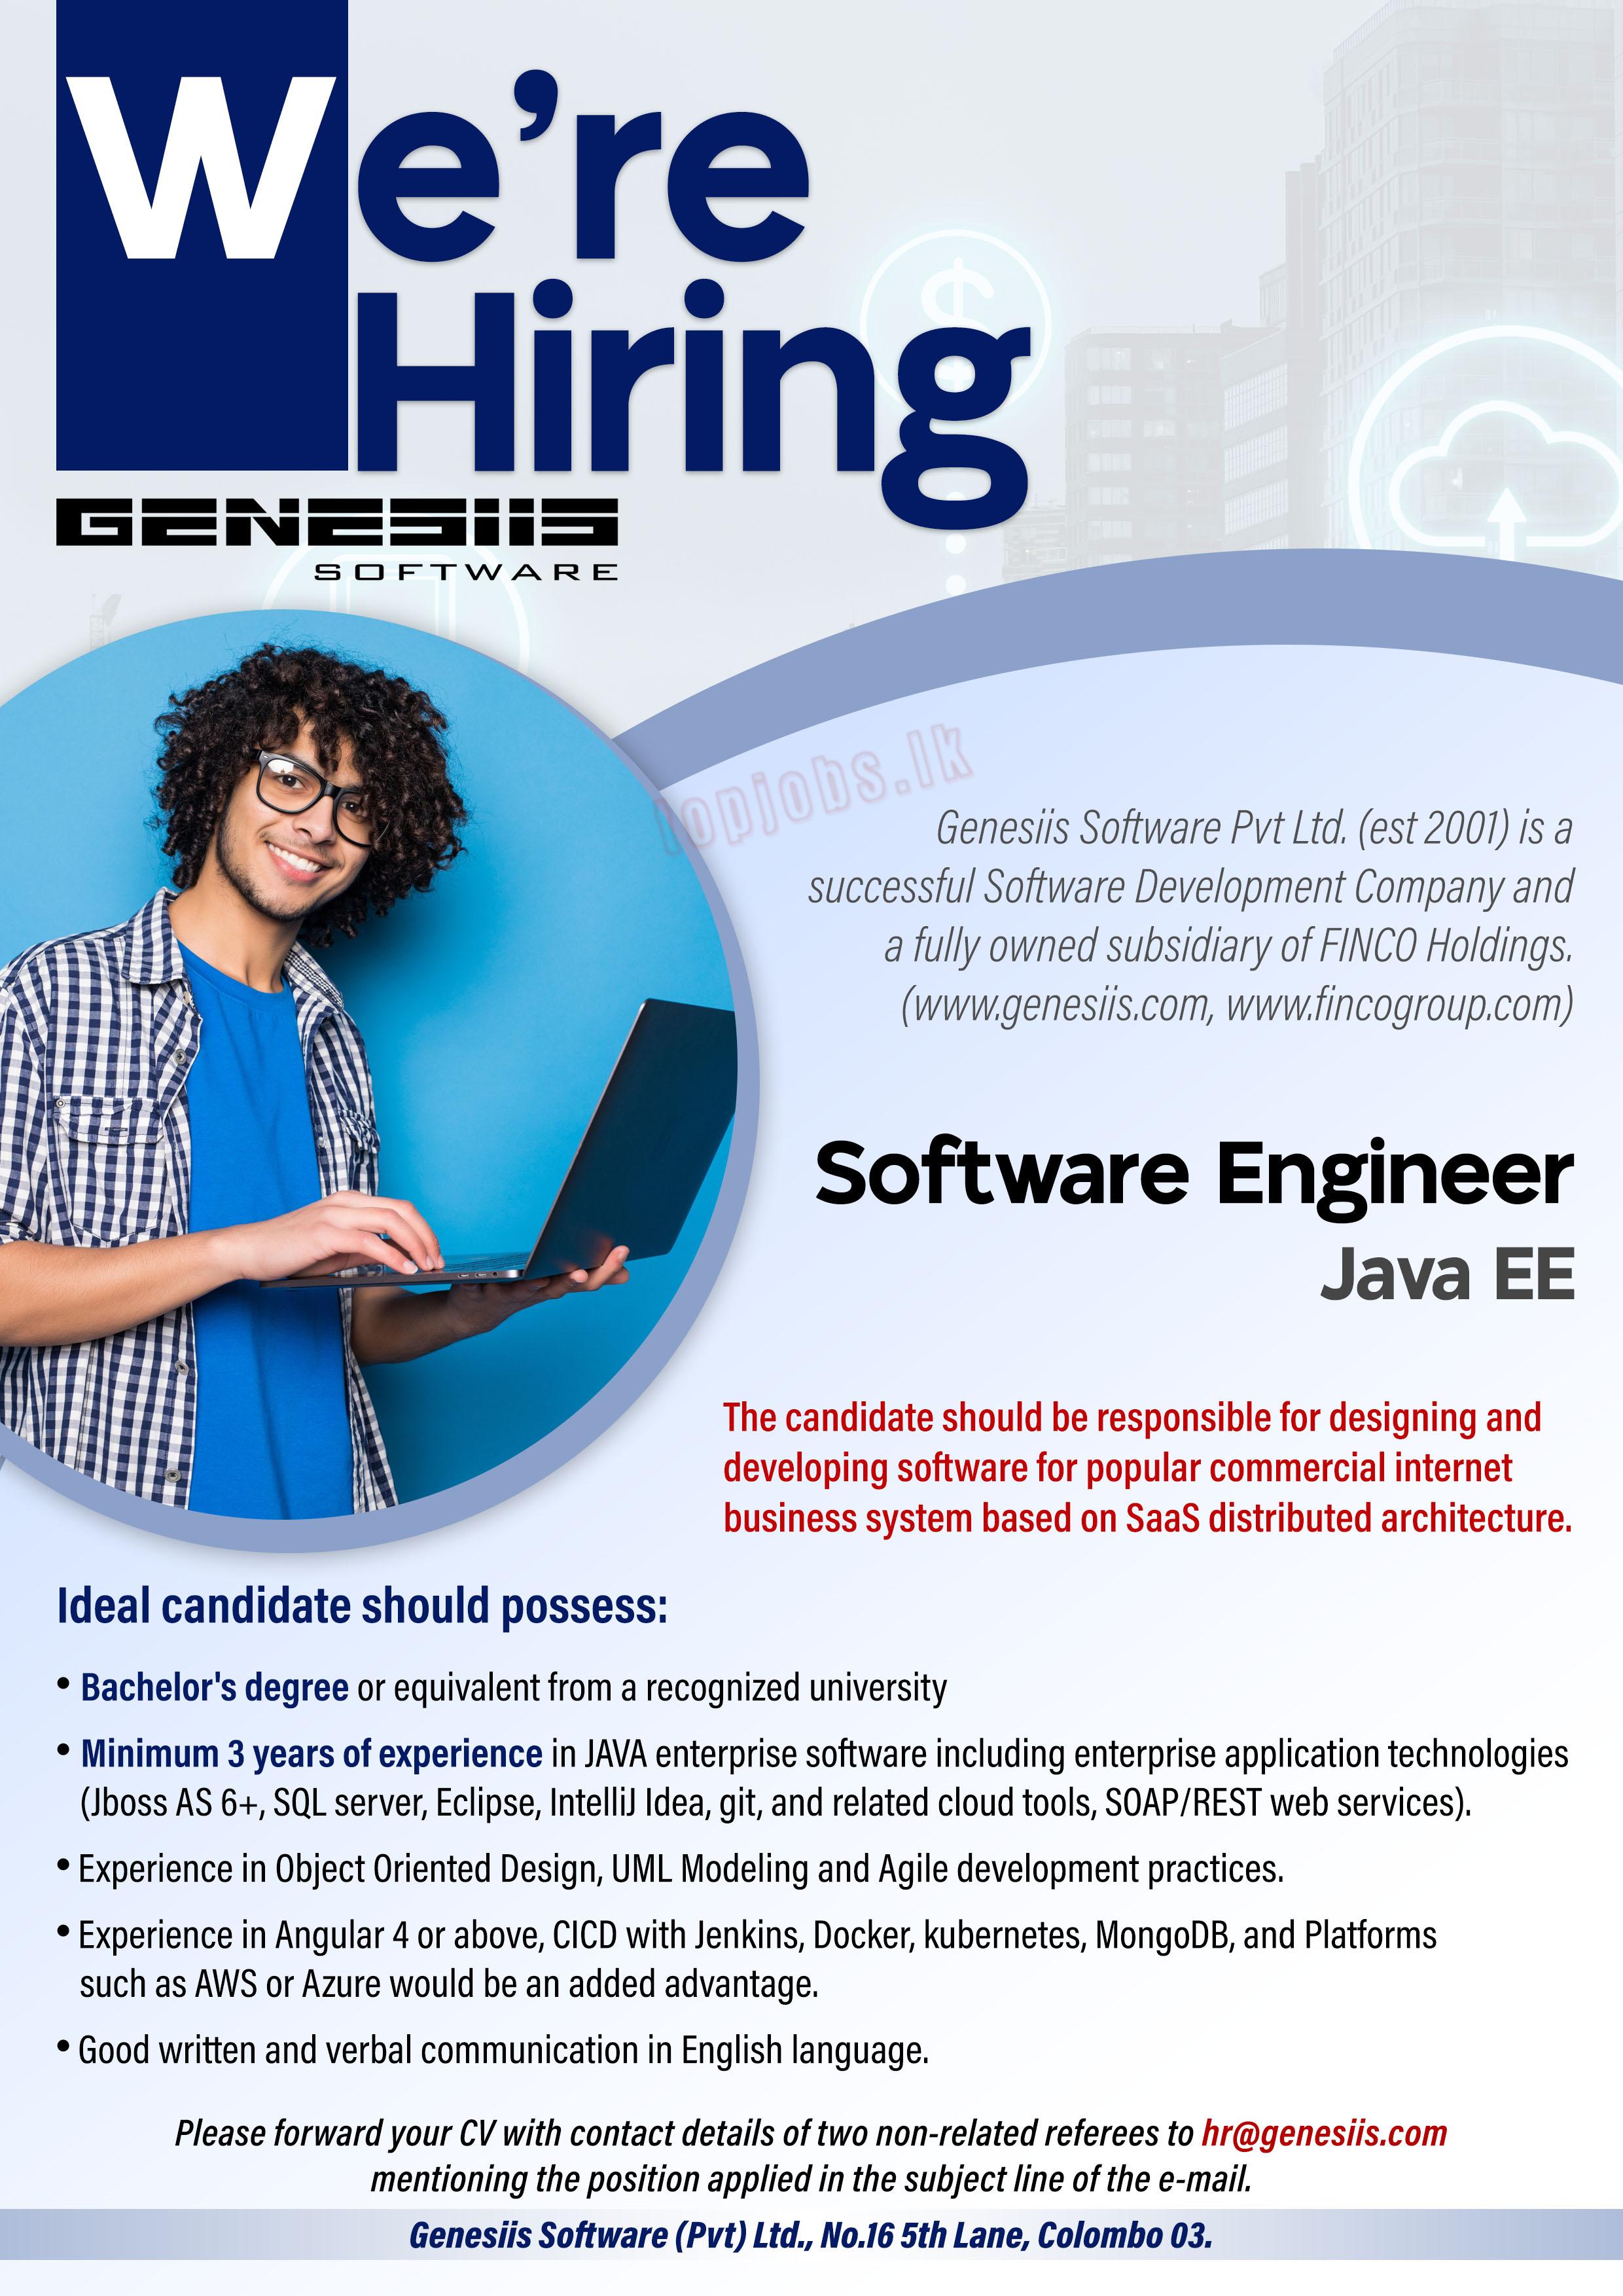 We're
Hiring
GENESIIS
SOFTWARE
topjobs.lk
Genesiis Software Pvt Ltd. (est 2001) is a
successful Software Development Company and
a fully owned subsidiary of FINCO Holdings.
(www.genesiis.com, www.fincogroup.com)
Software Engineer
Java EE
The candidate should be responsible for designing and
developing software for popular commercial internet
business system based on SaaS distributed architecture.
Ideal candidate should possess:
• Bachelor's degree or equivalent from a recognized university
• Minimum 3 years of experience in JAVA enterprise software including enterprise application technologies
(Jboss AS 6+, SQL server, Eclipse, IntelliJ Idea, git, and related cloud tools, SOAP/REST web services).
• Experience in Object Oriented Design, UML Modeling and Agile development practices.
• Experience in Angular 4 or above, CICD with Jenkins, Docker, kubernetes, MongoDB, and Platforms
such as AWS or Azure would be an added advantage.
• Good written and verbal communication in English language.
Please forward your CV with contact details of two non-related referees to hr@genesiis.com
mentioning the position applied in the subject line of the e-mail.
Genesiis Software (Pvt) Ltd., No.16 5th Lane, Colombo 03.